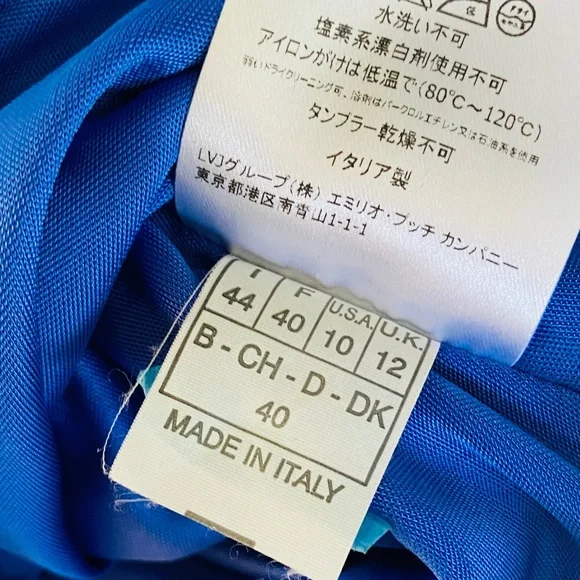 水洗い不可
塩素系漂白剤使用不可
アイロンがけは低温で(80℃〜120℃)
弱いドライクリーニング可、溶剤はパークロルエチレン又は石油系を使用
タンブラー乾燥不可
イタリア製
LVJグループ(株) エミリオ・プッチ カンパニー
東京都港区南青山1-1-1
I F U.S.A. U.K.
44 40 10 12
B - CH - D - DK
40
MADE IN ITALY